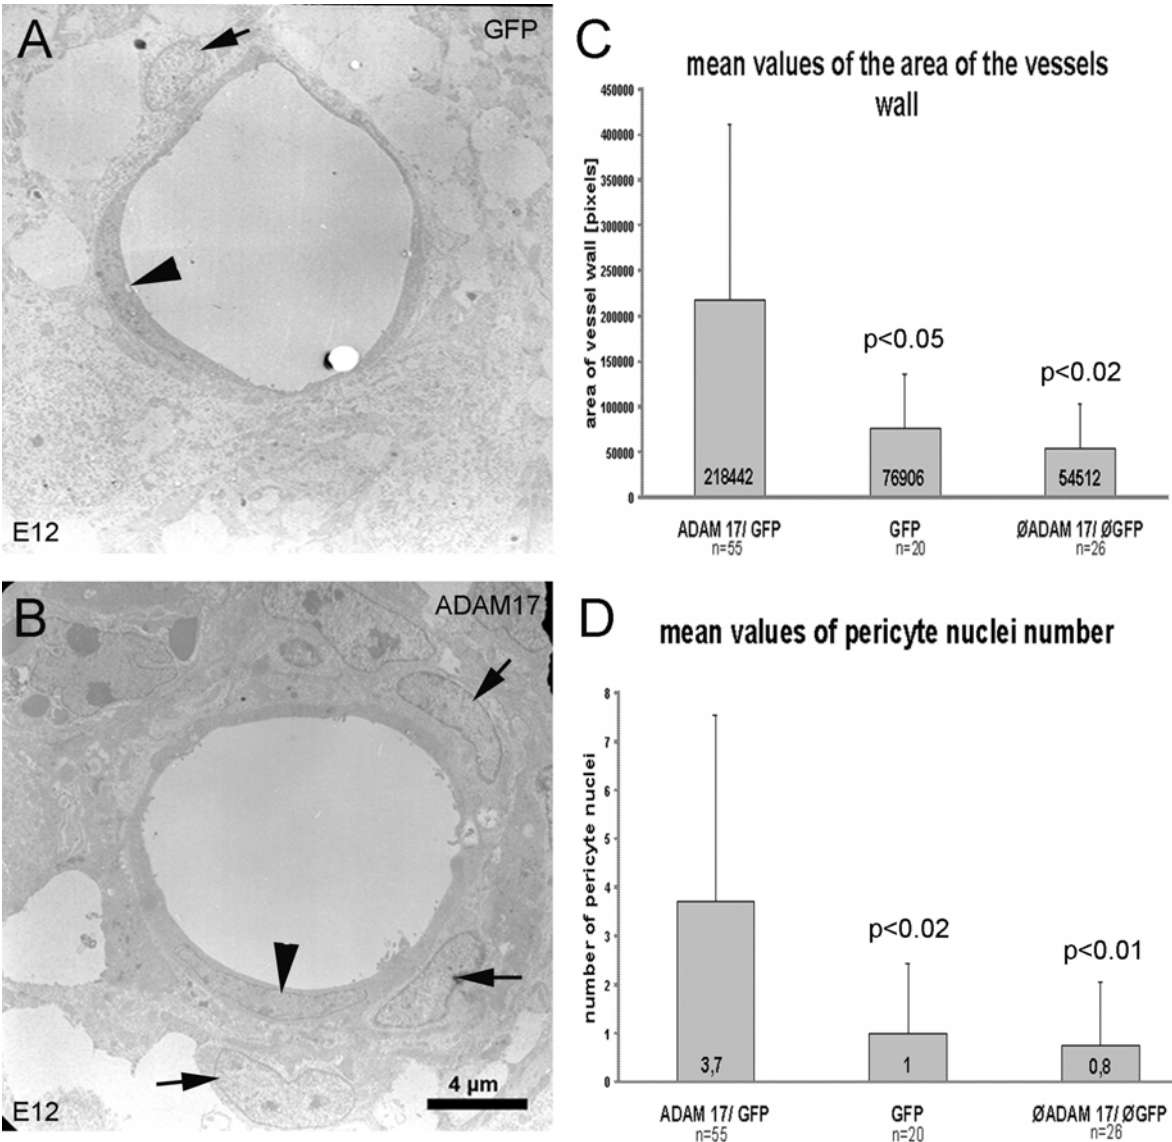 A
GFP
E12
B
ADAM17
4 µm
E12
C
mean values of the area of the vessels
wall
area of vessel wall [pixels]
450000
400000
350000
300000
250000
200000
150000
100000
50000
0
p<0.05
p<0.02
218442
76906
54512
ADAM 17/ GFP
GFP
ØADAM 17/ ØGFP
n=55
n=20
n=26
D
mean values of pericyte nuclei number
number of pericyte nuclei
8
7
6
5
4
3
2
1
0
p<0.02
p<0.01
3,7
1
0,8
ADAM 17/ GFP
GFP
ØADAM 17/ ØGFP
n=55
n=20
n=26